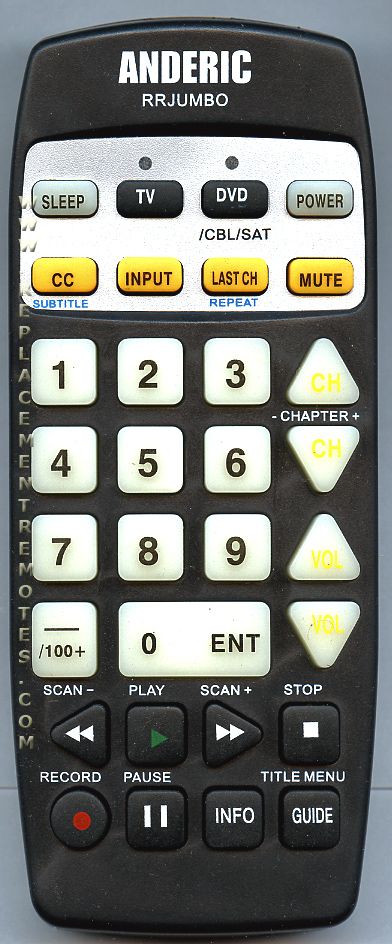 ANDERIC
RRJUMBO
SLEEP TV DVD POWER
/CBL/SAT
CC INPUT LAST CH MUTE
SUBTITLE REPEAT
1 2 3 CH
- CHAPTER +
4 5 6 CH
7 8 9 VOL
/100+ 0 ENT VOL
SCAN – PLAY SCAN + STOP
RECORD PAUSE TITLE MENU
INFO GUIDE
WWW.REPLACEMENTREMOTES.COM